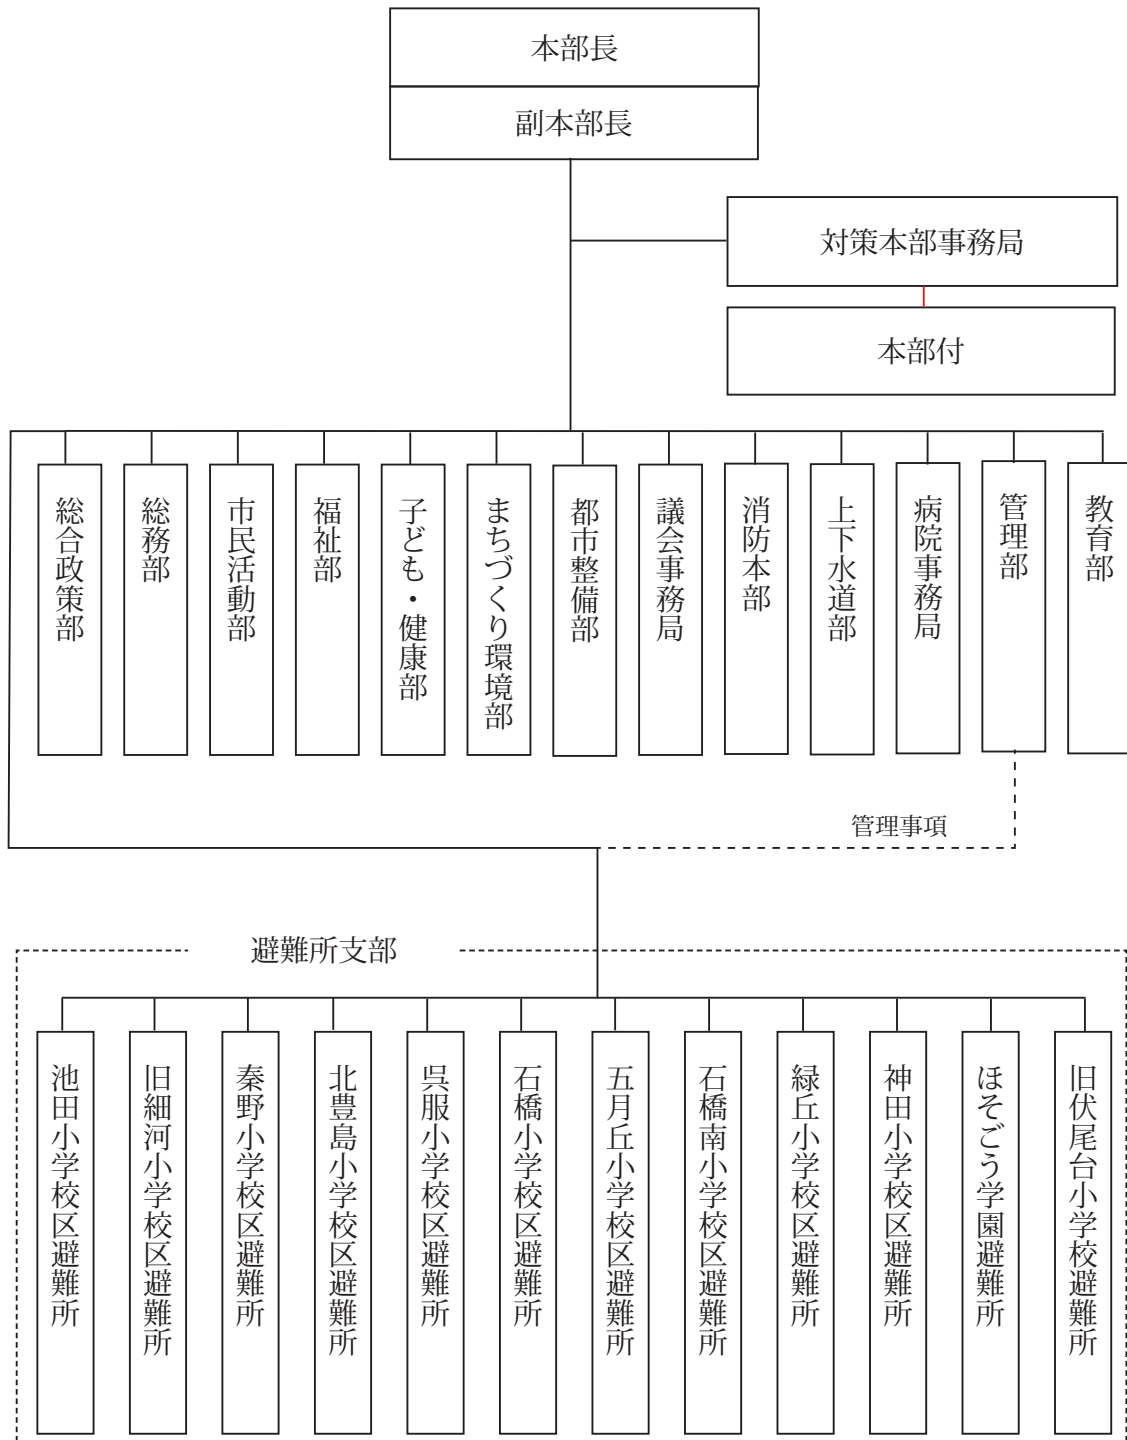 本部長
副本部長
対策本部事務局
本部付
総合政策部
総務部
市民活動部
福祉部
子ども・健康部
まちづくり環境部
都市整備部
議会事務局
消防本部
上下水道部
病院事務局
管理部
教育部
管理事項
避難所支部
池田小学校区避難所
旧細河小学校区避難所
秦野小学校区避難所
北豊島小学校区避難所
呉服小学校区避難所
石橋小学校区避難所
五月丘小学校区避難所
石橋南小学校区避難所
緑丘小学校区避難所
神田小学校区避難所
ほそごう学園避難所
旧伏尾台小学校避難所